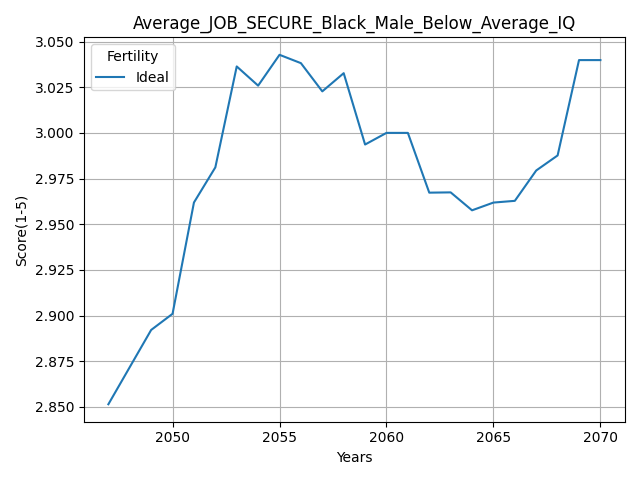 Average_JOB_SECURE_Black_Male_Below_Average_IQ
Fertility
Ideal
Score(1-5)
3.050
3.025
3.000
2.975
2.950
2.925
2.900
2.875
2.850
2050 2055 2060 2065 2070
Years